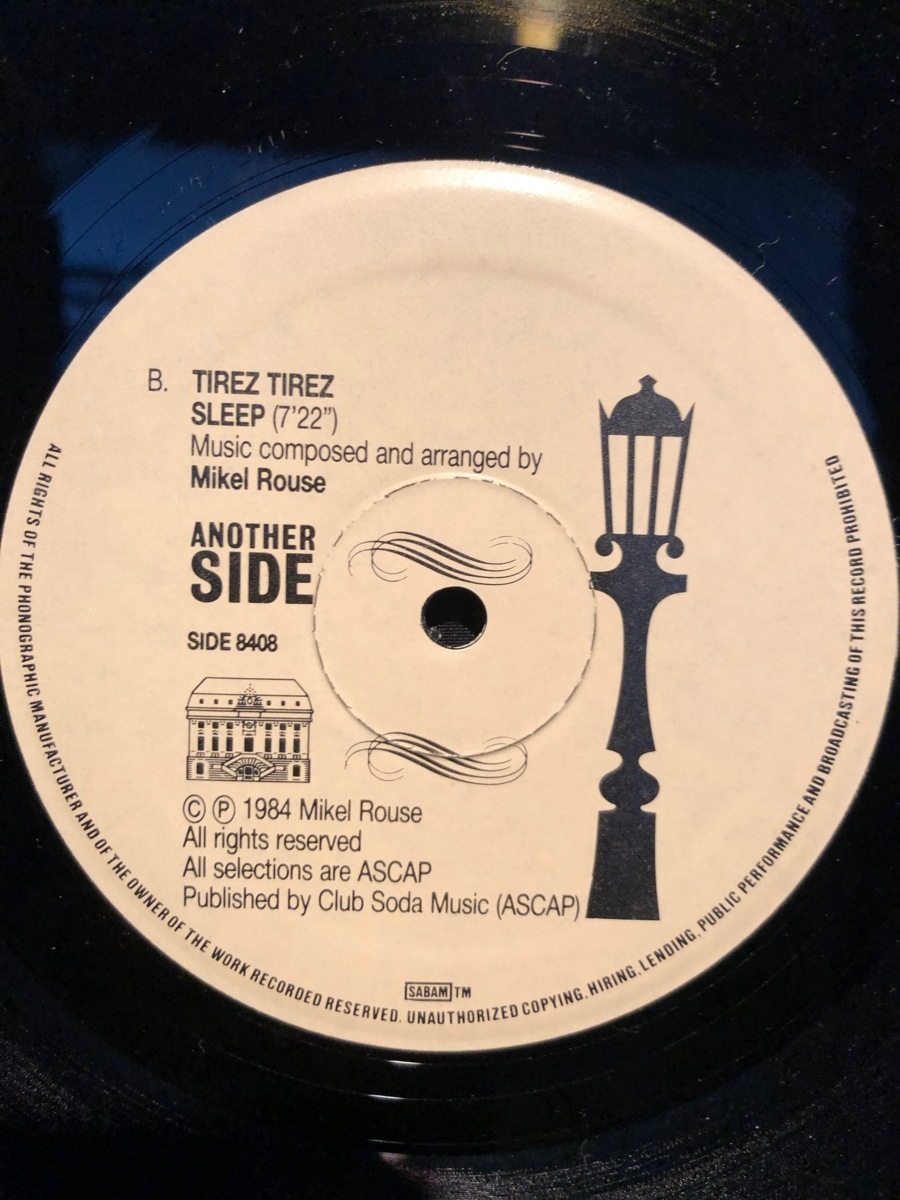 B. TIREZ TIREZ
SLEEP (7'22")
Music composed and arranged by
Mikel Rouse
ANOTHER
SIDE
SIDE 8408
© ℗ 1984 Mikel Rouse
All rights reserved
All selections are ASCAP
Published by Club Soda Music (ASCAP)
SABAM TM
ALL RIGHTS OF THE PHONOGRAPHIC MANUFACTURER AND OF THE OWNER OF THE WORK RECORDED RESERVED. UNAUTHORIZED COPYING, HIRING, LENDING, PUBLIC PERFORMANCE AND BROADCASTING OF THIS RECORD PROHIBITED